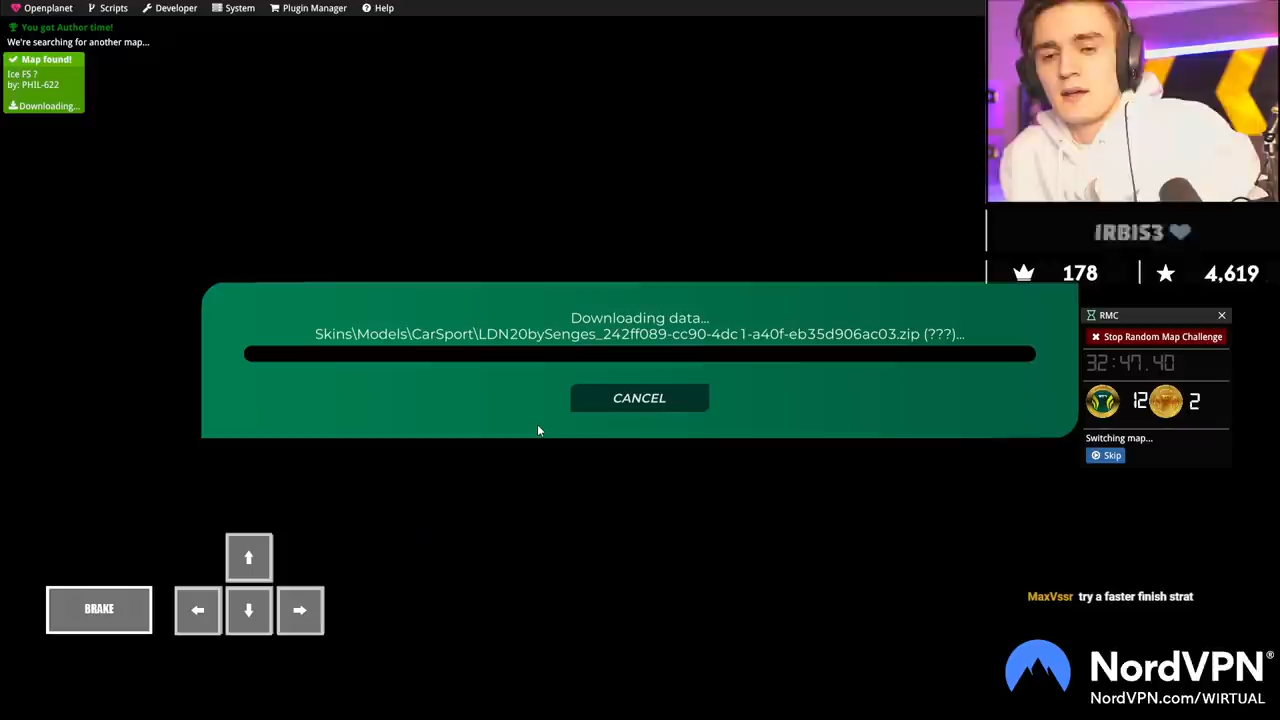 Openplanet Scripts Developer System Plugin Manager Help
You got Author time!
We're searching for another map...
Map found!
Ice FS ?
by: PHIL-622
Downloading...
Downloading data...
Skins\Models\CarSport\LDN20bySenges_242ff089-cc90-4dc1-a40f-eb35d906ac03.zip (???)...
CANCEL
IRBIS3
178 4,619
RMC
Stop Random Map Challenge
32:47.40
12 2
Switching map...
Skip
BRAKE
MaxVssr try a faster finish strat
NordVPN®
NordVPN.com/WIRTUAL